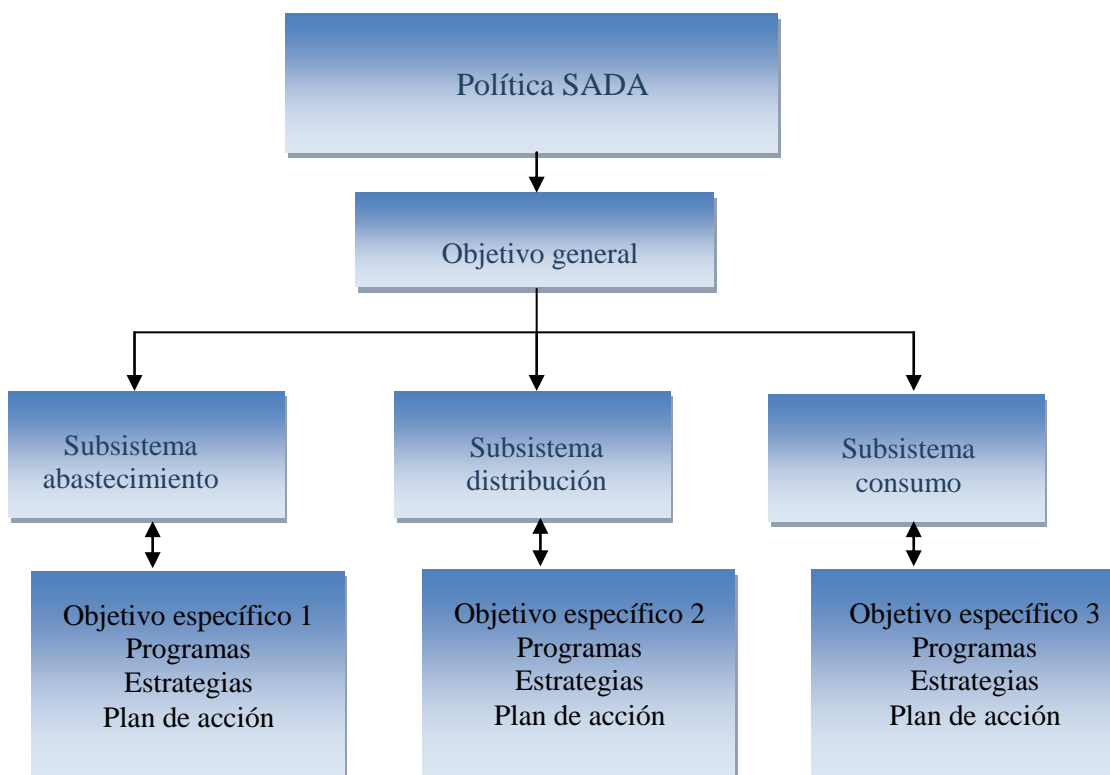 Política SADA
Objetivo general
Subsistema
abastecimiento
Subsistema
distribución
Subsistema
consumo
Objetivo específico 1
Programas
Estrategias
Plan de acción
Objetivo específico 2
Programas
Estrategias
Plan de acción
Objetivo específico 3
Programas
Estrategias
Plan de acción